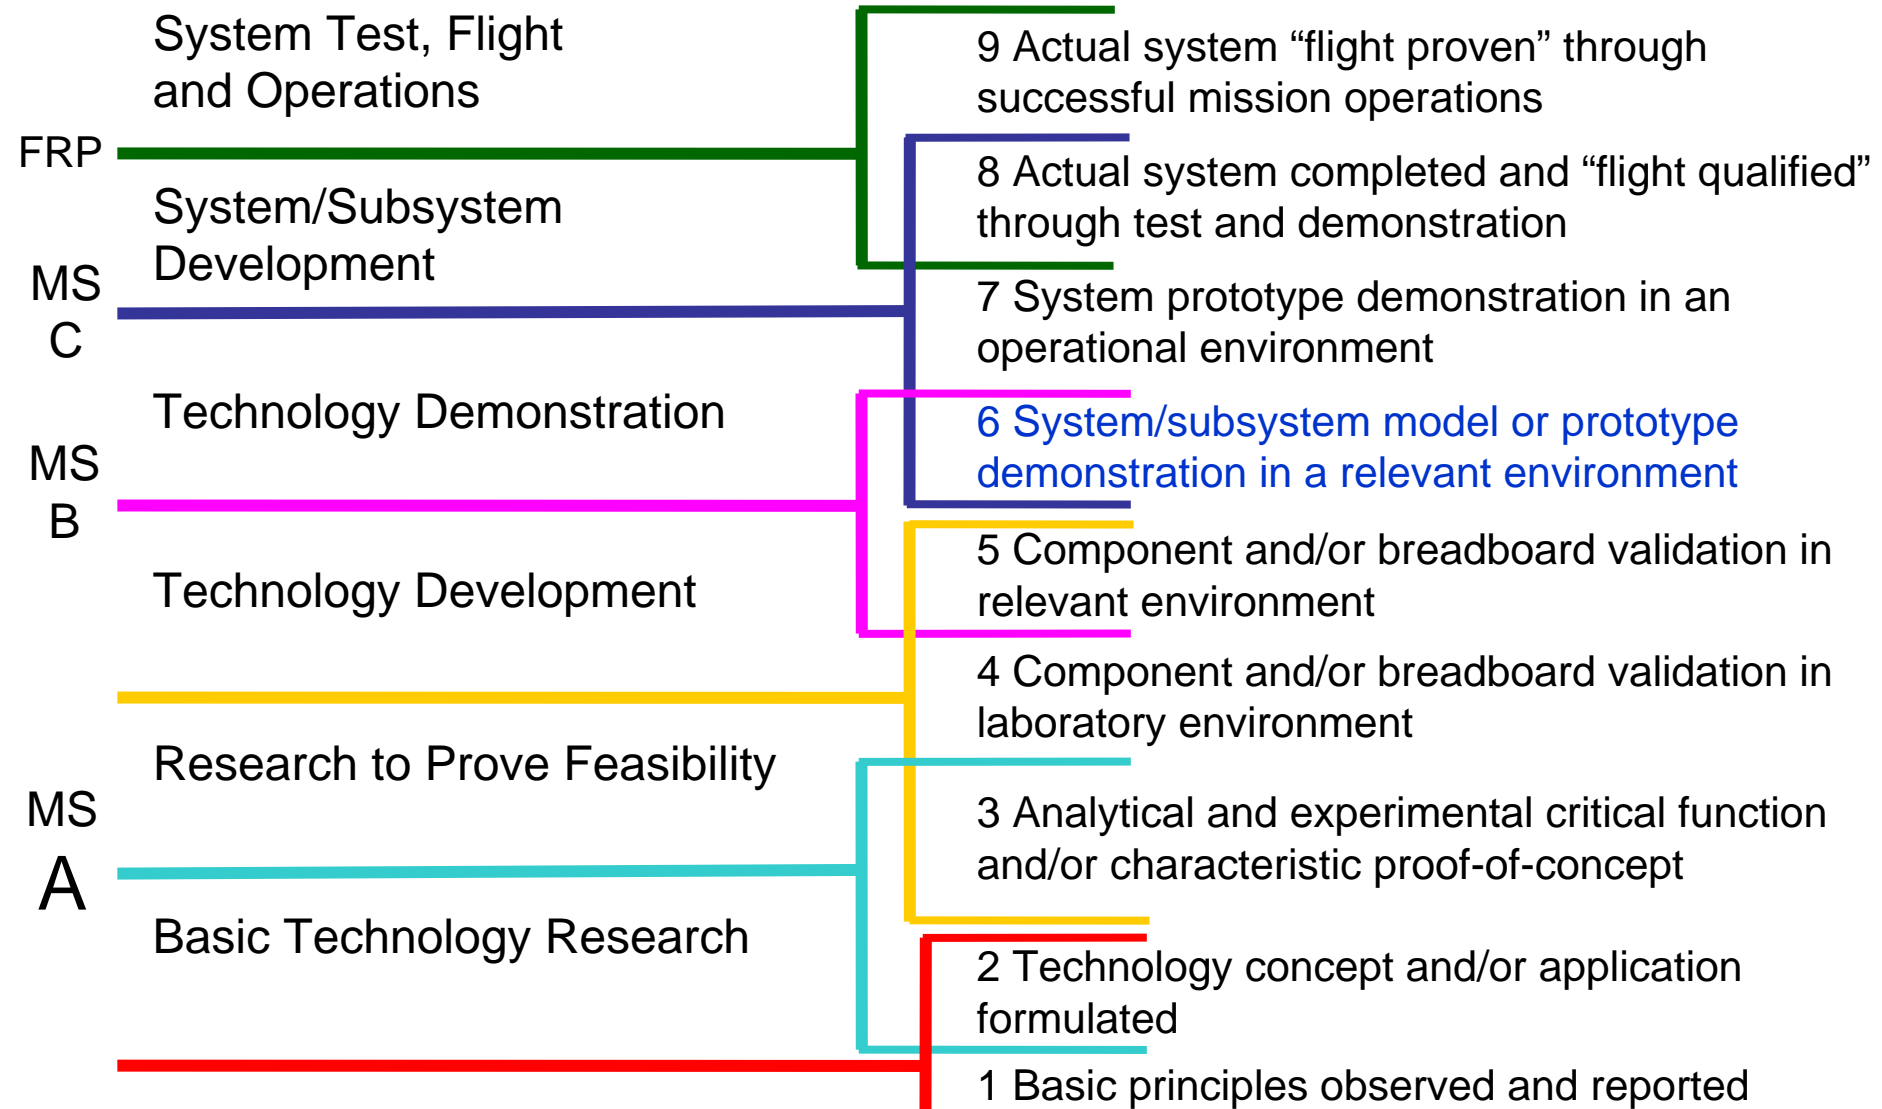 System Test, Flight
and Operations
FRP
System/Subsystem
Development
MS
C
Technology Demonstration
MS
B
Technology Development
Research to Prove Feasibility
MS
A
Basic Technology Research
9 Actual system “flight proven” through
successful mission operations
8 Actual system completed and “flight qualified”
through test and demonstration
7 System prototype demonstration in an
operational environment
6 System/subsystem model or prototype
demonstration in a relevant environment
5 Component and/or breadboard validation in
relevant environment
4 Component and/or breadboard validation in
laboratory environment
3 Analytical and experimental critical function
and/or characteristic proof-of-concept
2 Technology concept and/or application
formulated
1 Basic principles observed and reported